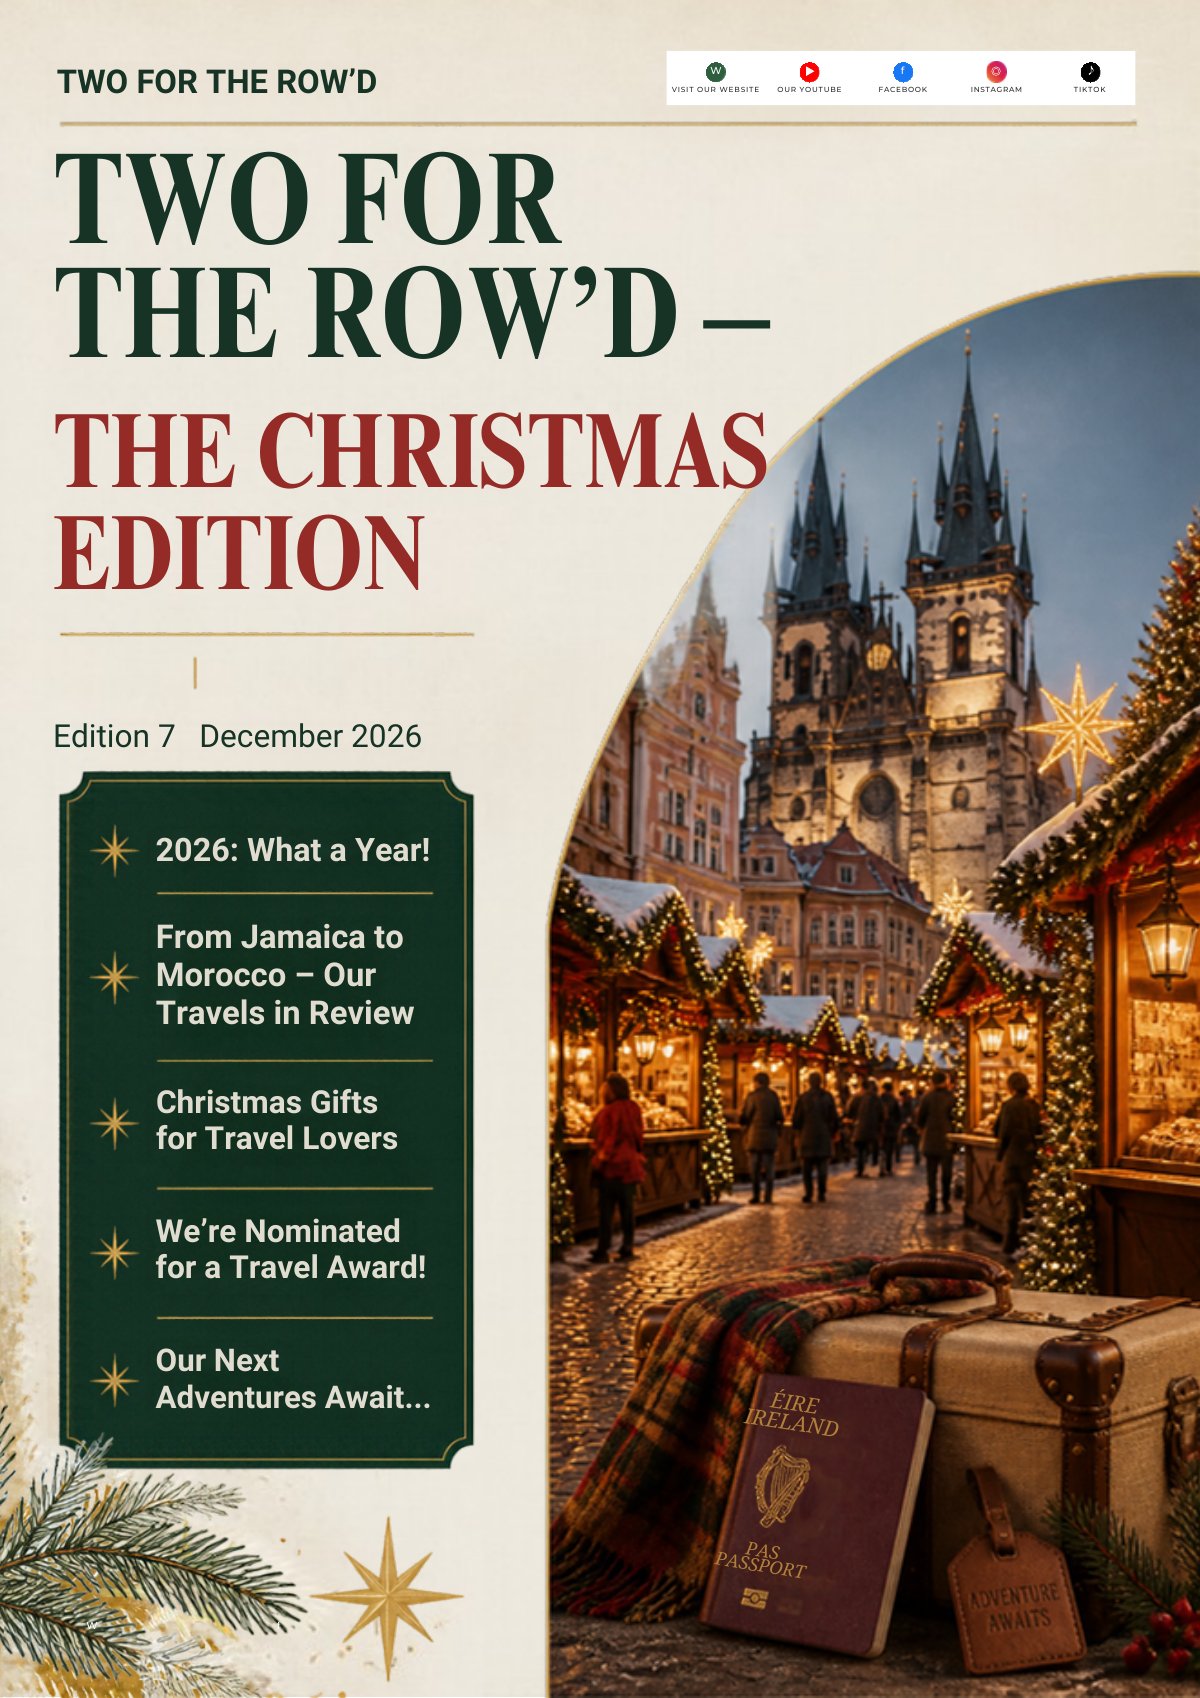 TWO FOR THE ROW’D
W
f
VISIT OUR WEBSITE
OUR YOUTUBE
FACEBOOK
INSTAGRAM
TIKTOK
TWO FOR
THE ROW’D –
THE CHRISTMAS
EDITION
Edition 7 December 2026
2026: What a Year!
From Jamaica to
Morocco – Our
Travels in Review
Christmas Gifts
for Travel Lovers
We’re Nominated
for a Travel Award!
Our Next
Adventures Await...
ÉIRE
IRELAND
PAS
PASSPORT
ADVENTURE
AWAITS
W